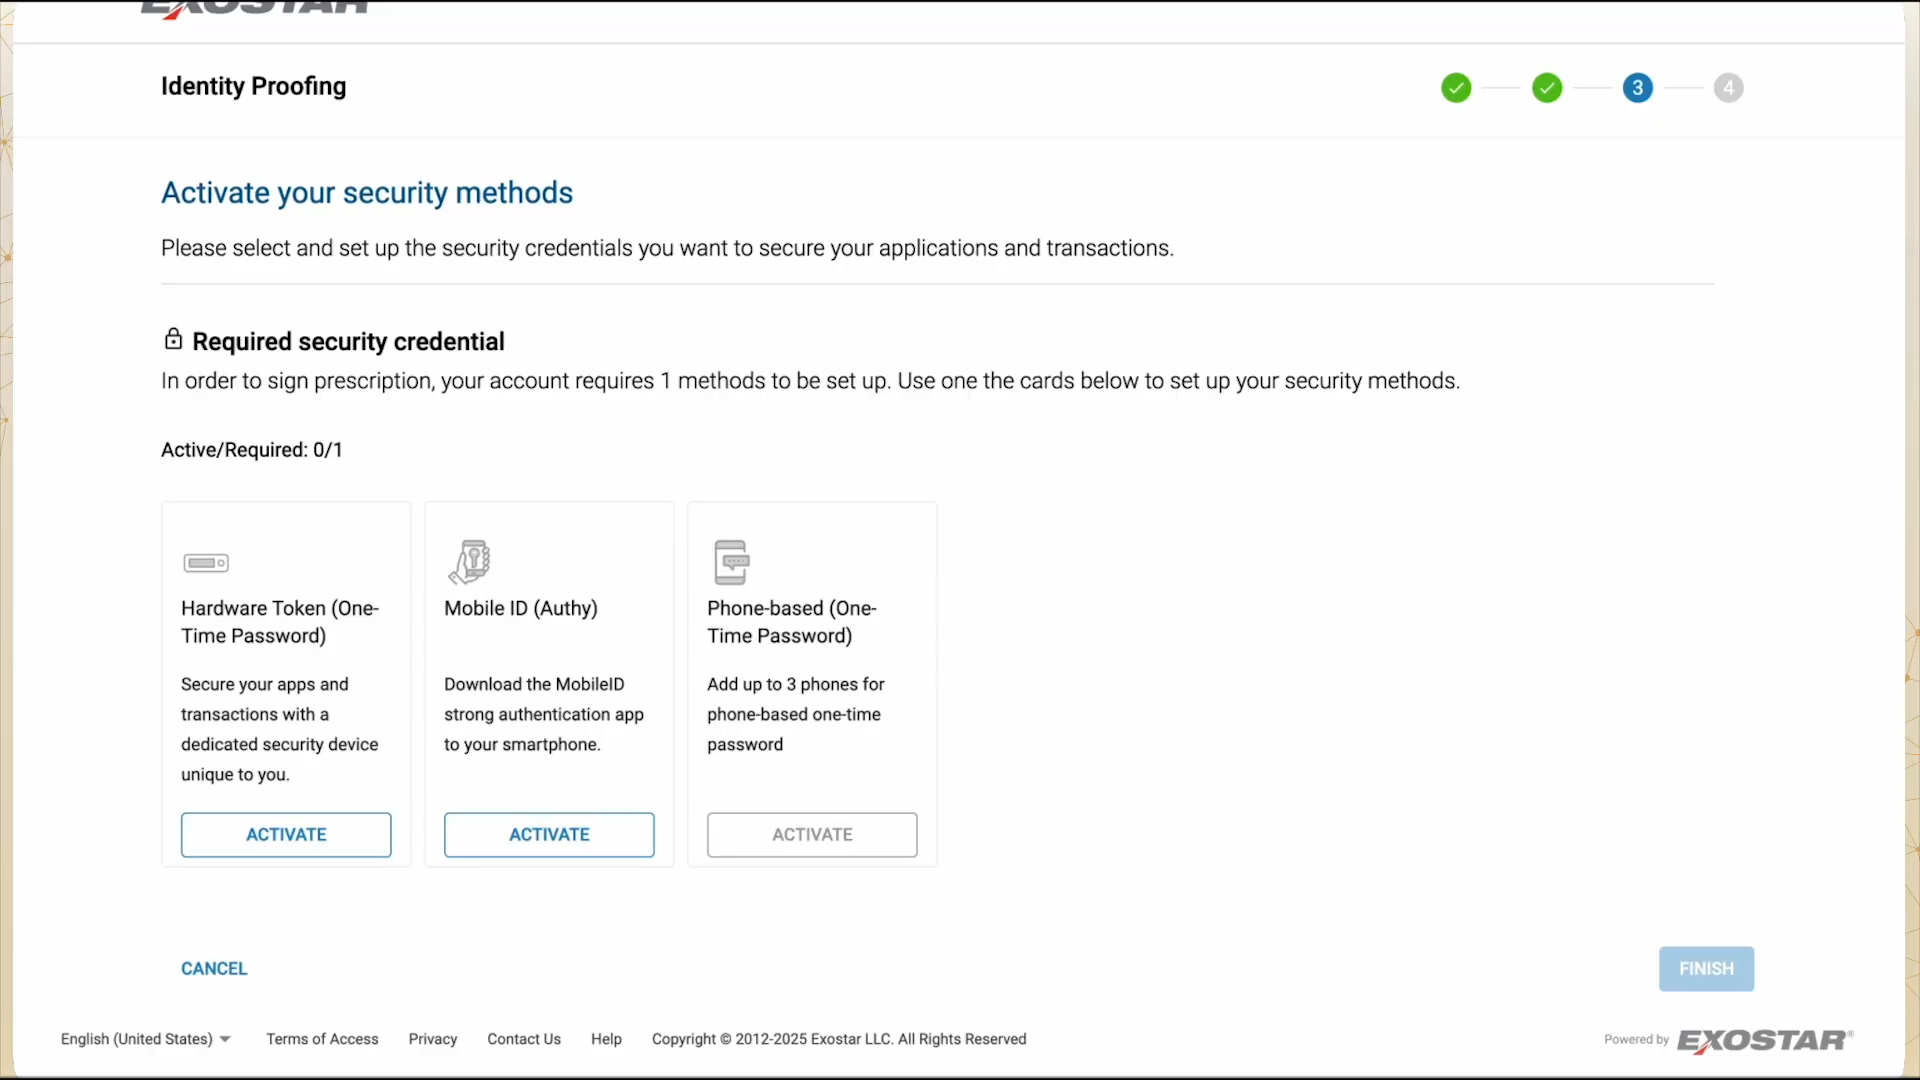 EXOSTAR
Identity Proofing
3
4
Activate your security methods
Please select and set up the security credentials you want to secure your applications and transactions.
Required security credential
In order to sign prescription, your account requires 1 methods to be set up. Use one the cards below to set up your security methods.
Active/Required: 0/1
Hardware Token (One-
Time Password)
Secure your apps and
transactions with a
dedicated security device
unique to you.
ACTIVATE
Mobile ID (Authy)
Download the MobileID
strong authentication app
to your smartphone.
ACTIVATE
Phone-based (One-
Time Password)
Add up to 3 phones for
phone-based one-time
password
ACTIVATE
CANCEL
FINISH
English (United States)
Terms of Access
Privacy
Contact Us
Help
Copyright © 2012-2025 Exostar LLC. All Rights Reserved
Powered by EXOSTAR®